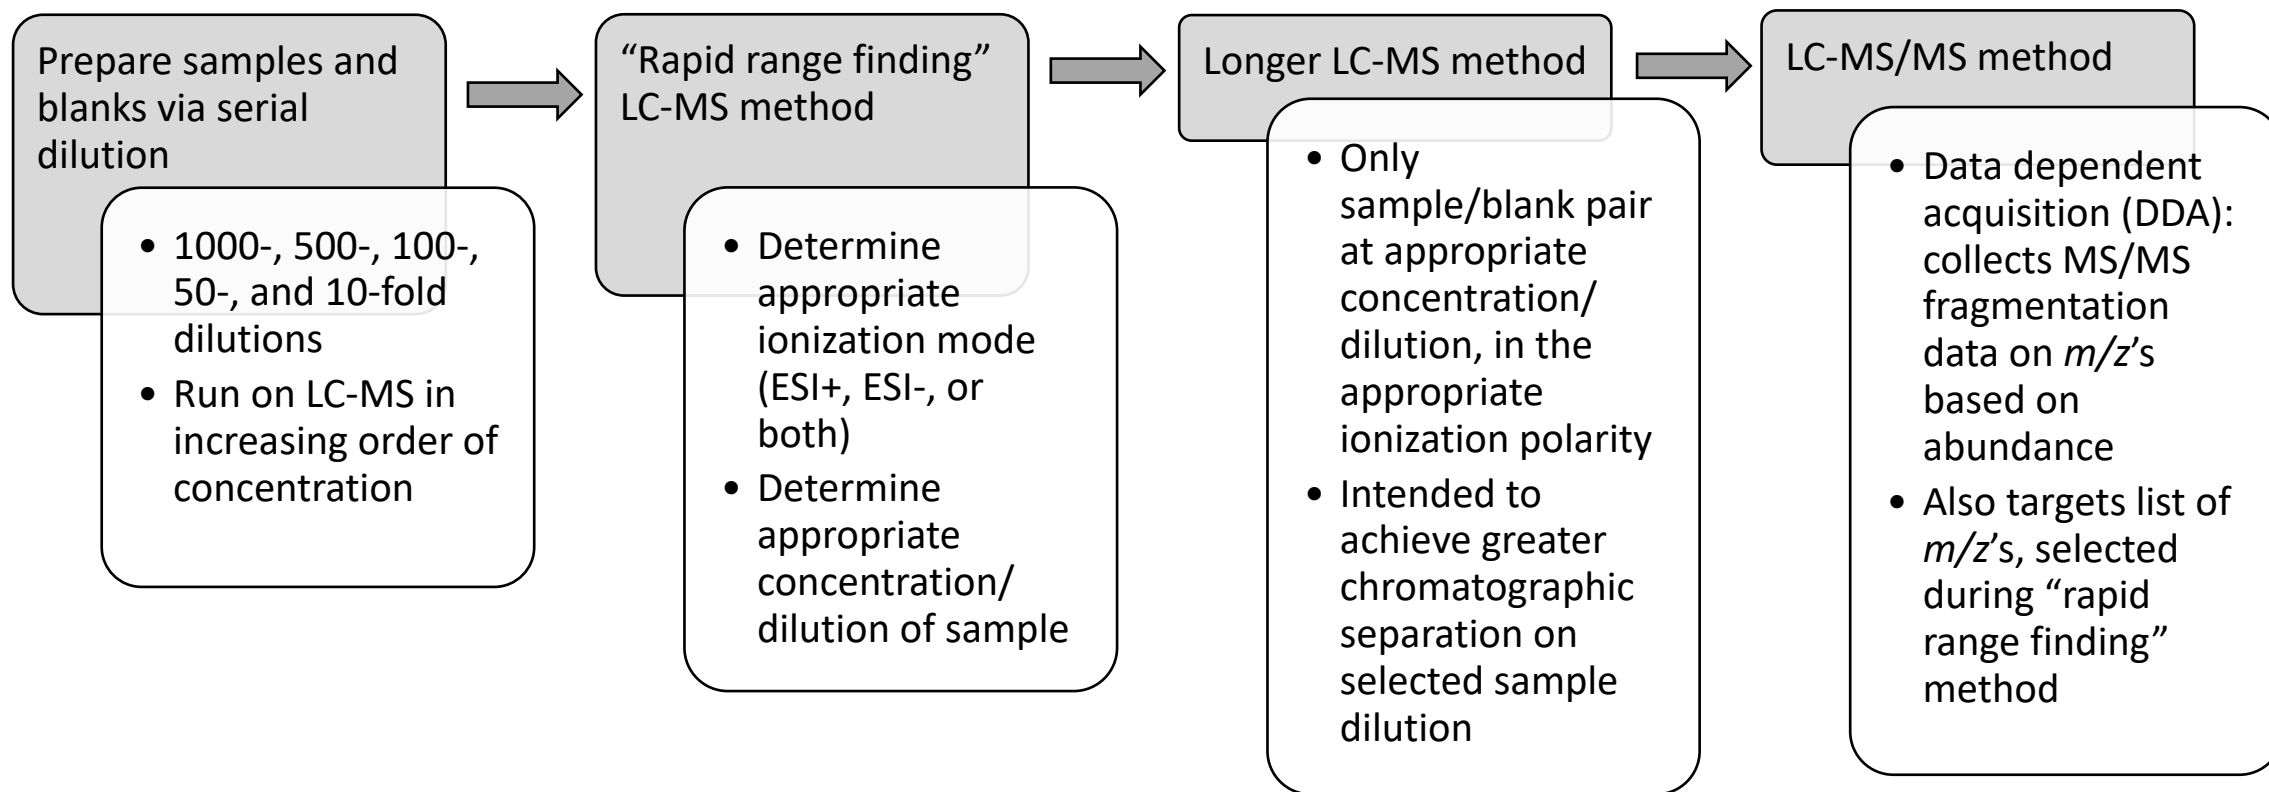 Prepare samples and
blanks via serial
dilution
• 1000-, 500-, 100-,
50-, and 10-fold
dilutions
• Run on LC-MS in
increasing order of
concentration
“Rapid range finding”
LC-MS method
• Determine
appropriate
ionization mode
(ESI+, ESI-, or
both)
• Determine
appropriate
concentration/
dilution of sample
Longer LC-MS method
• Only
sample/blank pair
at appropriate
concentration/
dilution, in the
appropriate
ionization polarity
• Intended to
achieve greater
chromatographic
separation on
selected sample
dilution
LC-MS/MS method
• Data dependent
acquisition (DDA):
collects MS/MS
fragmentation
data on m/z’s
based on
abundance
• Also targets list of
m/z’s, selected
during “rapid
range finding”
method